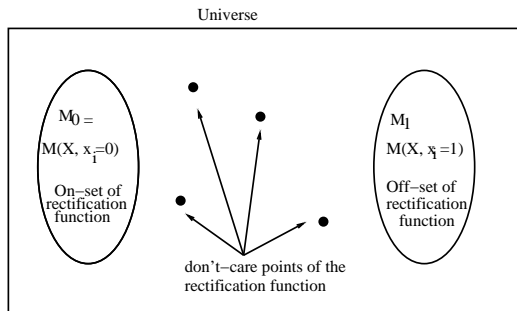 Universe
M0 =
M(X, xi=0)
On−set of
rectification
function
M1
M(X, xi=1)
Off−set of
rectification
function
don't−care points of the
rectification function